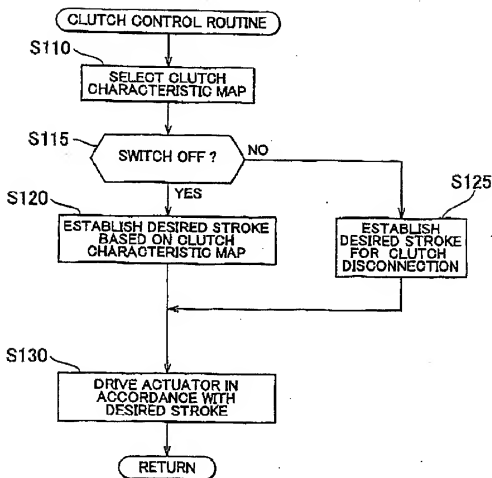 CLUTCH CONTROL ROUTINE
S110
SELECT CLUTCH
CHARACTERISTIC MAP
S115
SWITCH OFF ?
NO
YES
S120
ESTABLISH DESIRED STROKE
BASED ON CLUTCH
CHARACTERISTIC MAP
S125
ESTABLISH
DESIRED STROKE
FOR CLUTCH
DISCONNECTION
S130
DRIVE ACTUATOR IN
ACCORDANCE WITH
DESIRED STROKE
RETURN